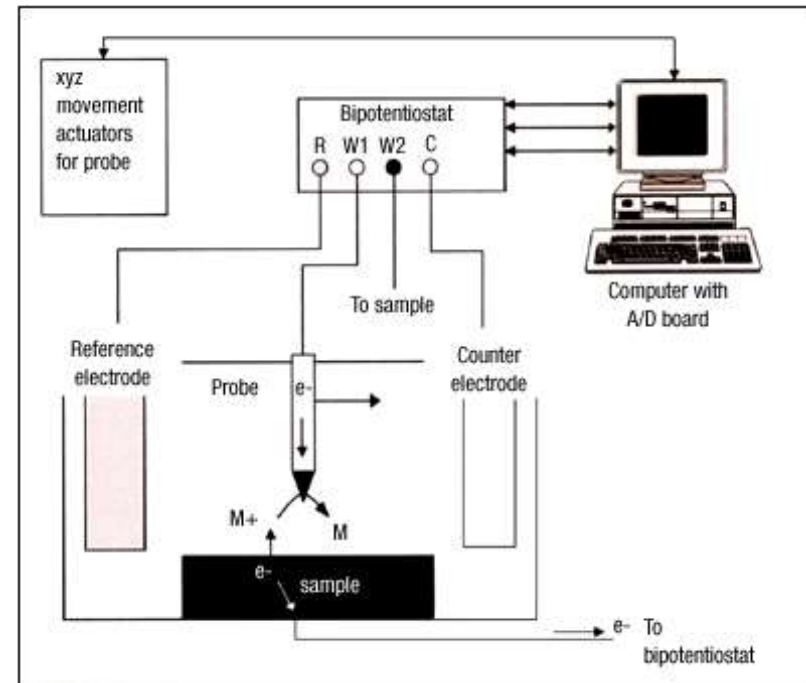 xyz
movement
actuators
for probe
Bipotentiostat
R W1 W2 C
To sample
Computer with
A/D board
Reference
electrode
Probe
e-
Counter
electrode
M+
M
e-
sample
e- To
bipotentiostat